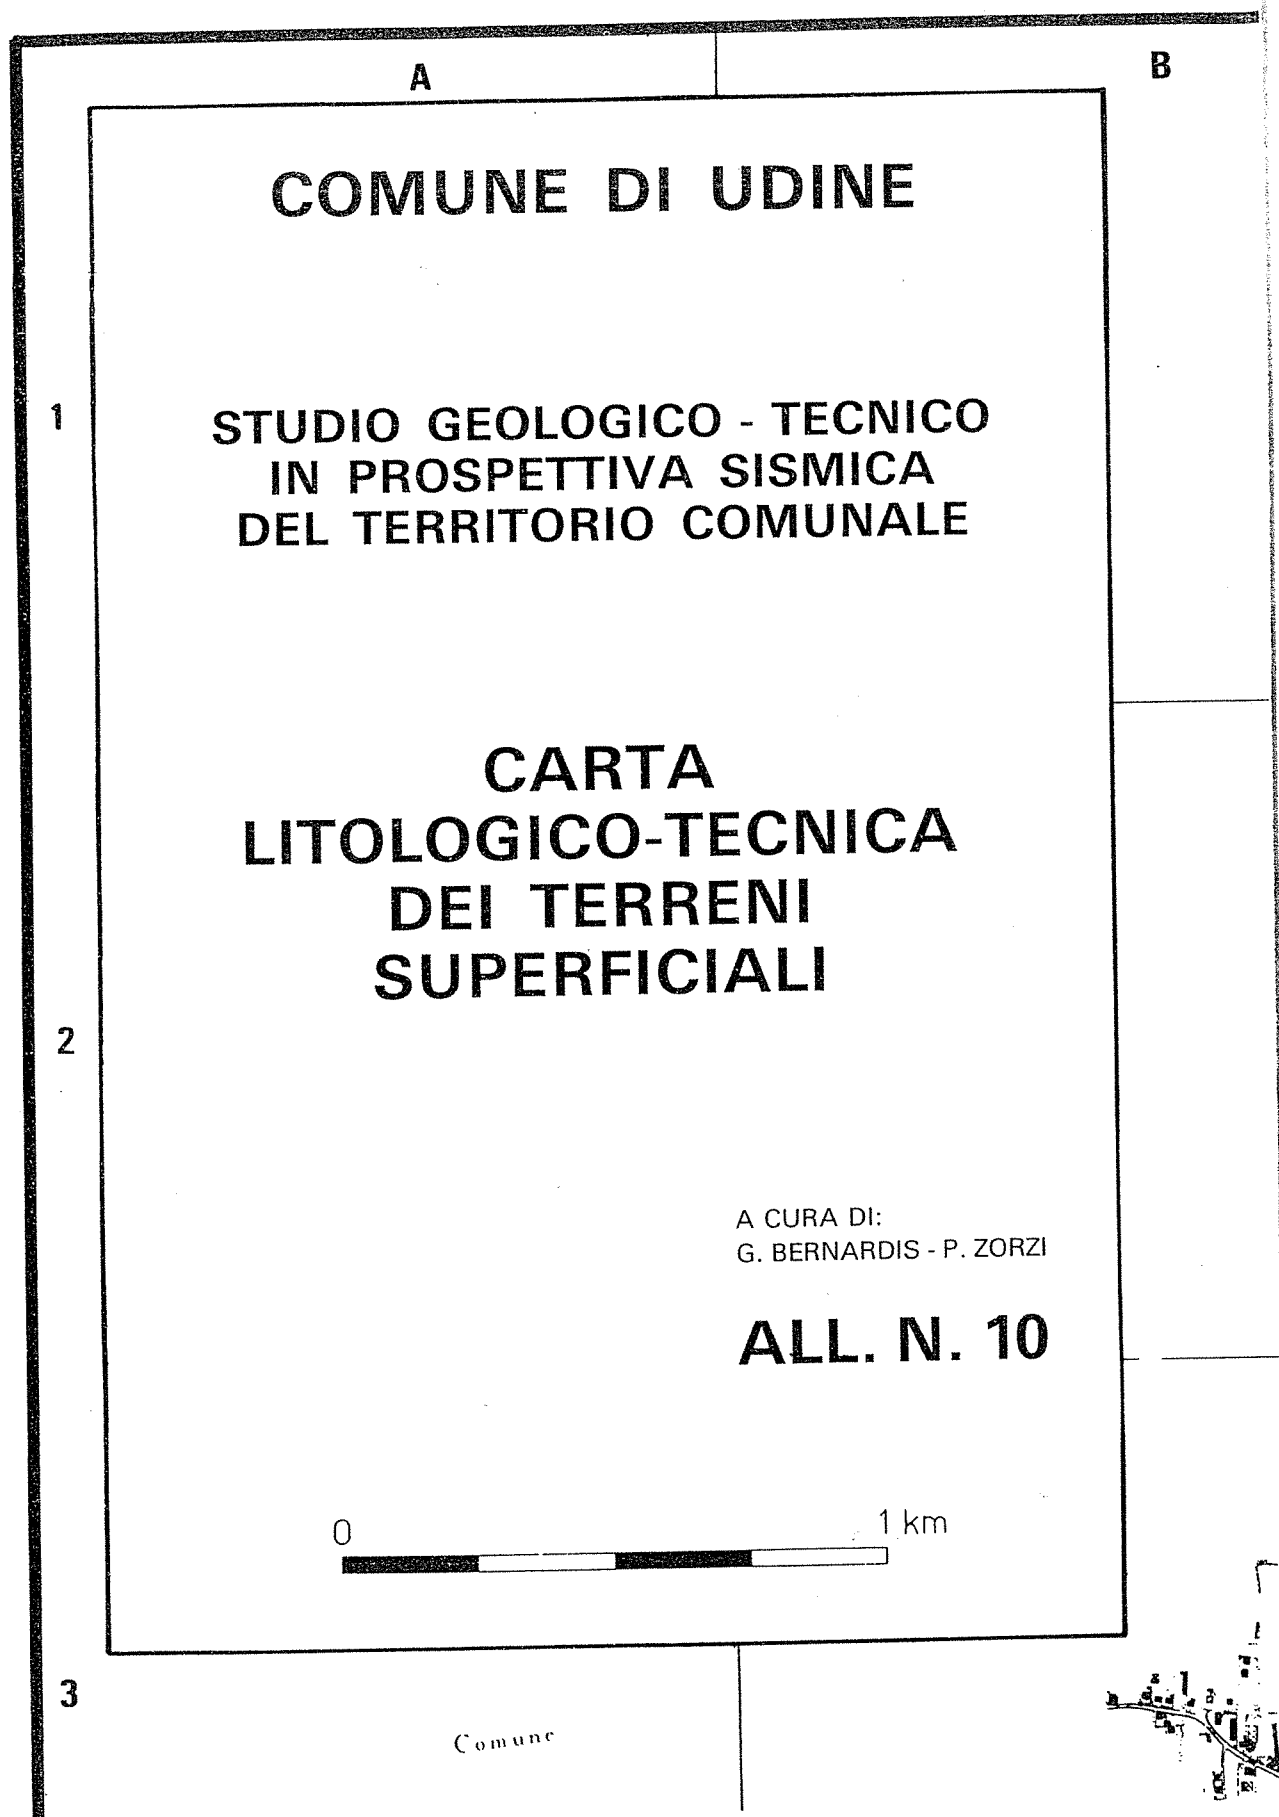 A
B
COMUNE DI UDINE
1
STUDIO GEOLOGICO - TECNICO
IN PROSPETTIVA SISMICA
DEL TERRITORIO COMUNALE
CARTA
LITOLOGICO-TECNICA
DEI TERRENI
SUPERFICIALI
2
A CURA DI:
G. BERNARDIS - P. ZORZI
ALL. N. 10
0 1 km
3
Comune